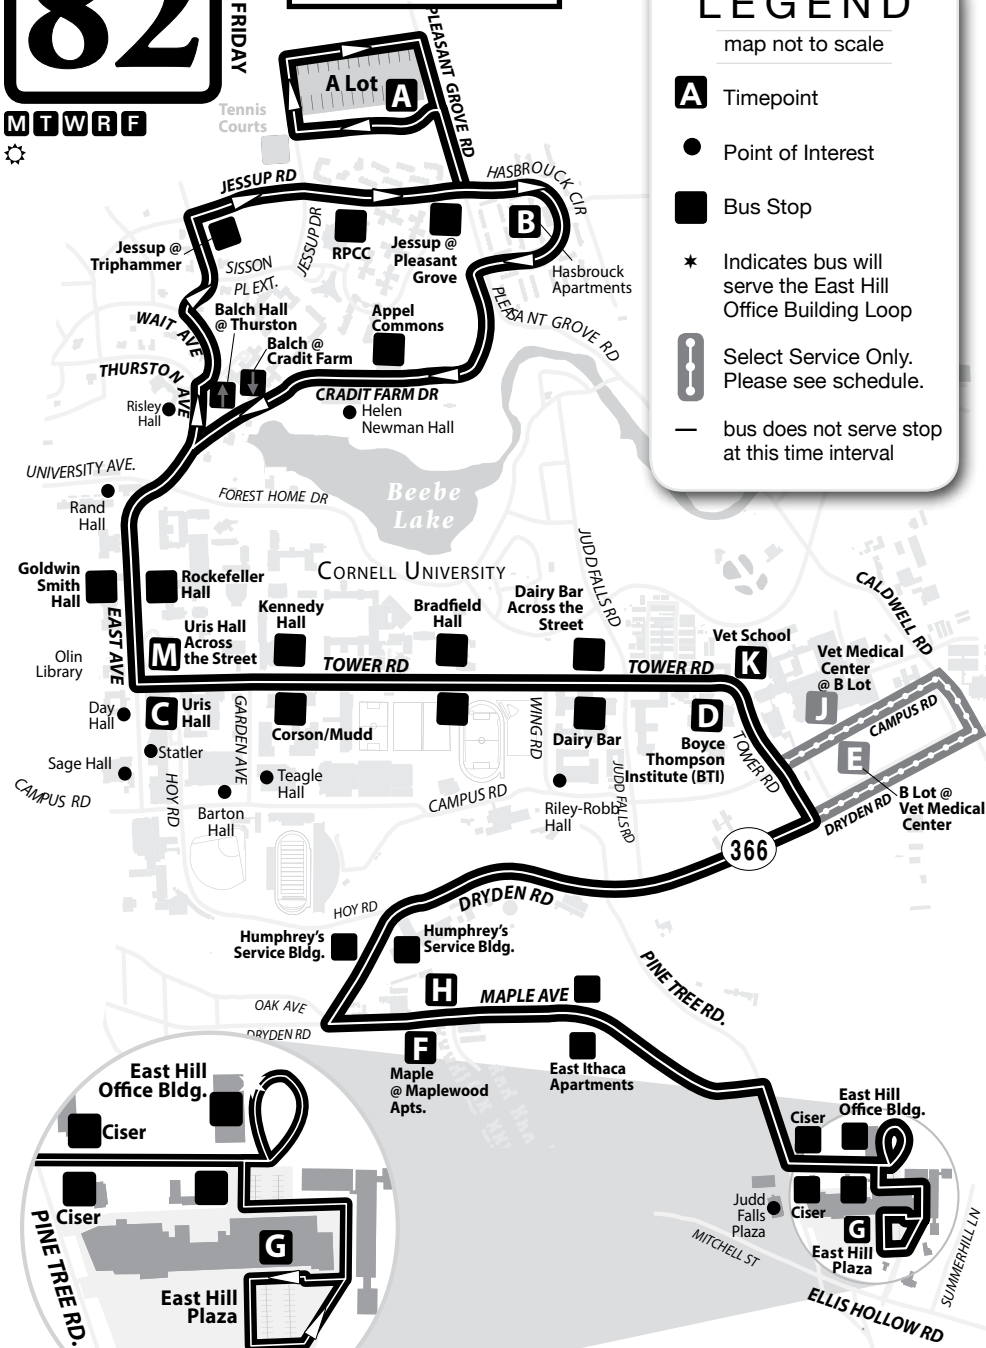 82
FRIDAY
M T W R F
LEGEND
map not to scale
A Timepoint
Point of Interest
Bus Stop
Indicates bus will
serve the East Hill
Office Building Loop
Select Service Only.
Please see schedule.
bus does not serve stop
at this time interval
PLEASANT GROVE RD
A Lot A
Tennis
Courts
JESSUP RD
HASBROUCK CIR
B
Hasbrouck
Apartments
Jessup @
Triphammer
JESSUP DR
RPCC
Jessup @
Pleasant
Grove
SISSON
PL EXT.
PLEASANT GROVE RD
WAIT AVE
Balch Hall
@ Thurston
Balch @
Cradit Farm
Appel
Commons
THURSTON AVE
CRADIT FARM DR
Risley
Hall
Helen
Newman Hall
UNIVERSITY AVE.
Rand
Hall
FOREST HOME DR
Beebe
Lake
JUDD FALLS RD
CORNELL UNIVERSITY
Goldwin
Smith
Hall
Rockefeller
Hall
EAST AVE
Kennedy
Hall
Bradfield
Hall
Dairy Bar
Across the
Street
CALDWELL RD
M
Uris Hall
Across
the Street
Olin
Library
TOWER RD
TOWER RD
Vet School
K
Vet Medical
Center
@ B Lot
J
CAMPUS RD
Day
Hall
C Uris
Hall
GARDEN AVE
Corson/Mudd
WING RD
Dairy Bar
D
Boyce
Thompson
Institute (BTI)
TOWER RD
E
B Lot @
Vet Medical
Center
Statler
Sage Hall
CAMPUS RD
HOY RD
Teagle
Hall
Barton
Hall
CAMPUS RD
Riley-Robb
Hall
JUDD FALLS RD
DRYDEN RD
366
DRYDEN RD
HOY RD
Humphrey's
Service Bldg.
Humphrey's
Service Bldg.
PINE TREE RD.
H
MAPLE AVE
OAK AVE
DRYDEN RD
F
Maple
@ Maplewood
Apts.
East Ithaca
Apartments
East Hill
Office Bldg.
Ciser
Ciser
PINE TREE RD.
G
East Hill
Plaza
East Hill
Office Bldg.
Ciser
Ciser
Judd
Falls
Plaza
G
East Hill
Plaza
MITCHELL ST
SUMMERHILL LN
ELLIS HOLLOW RD